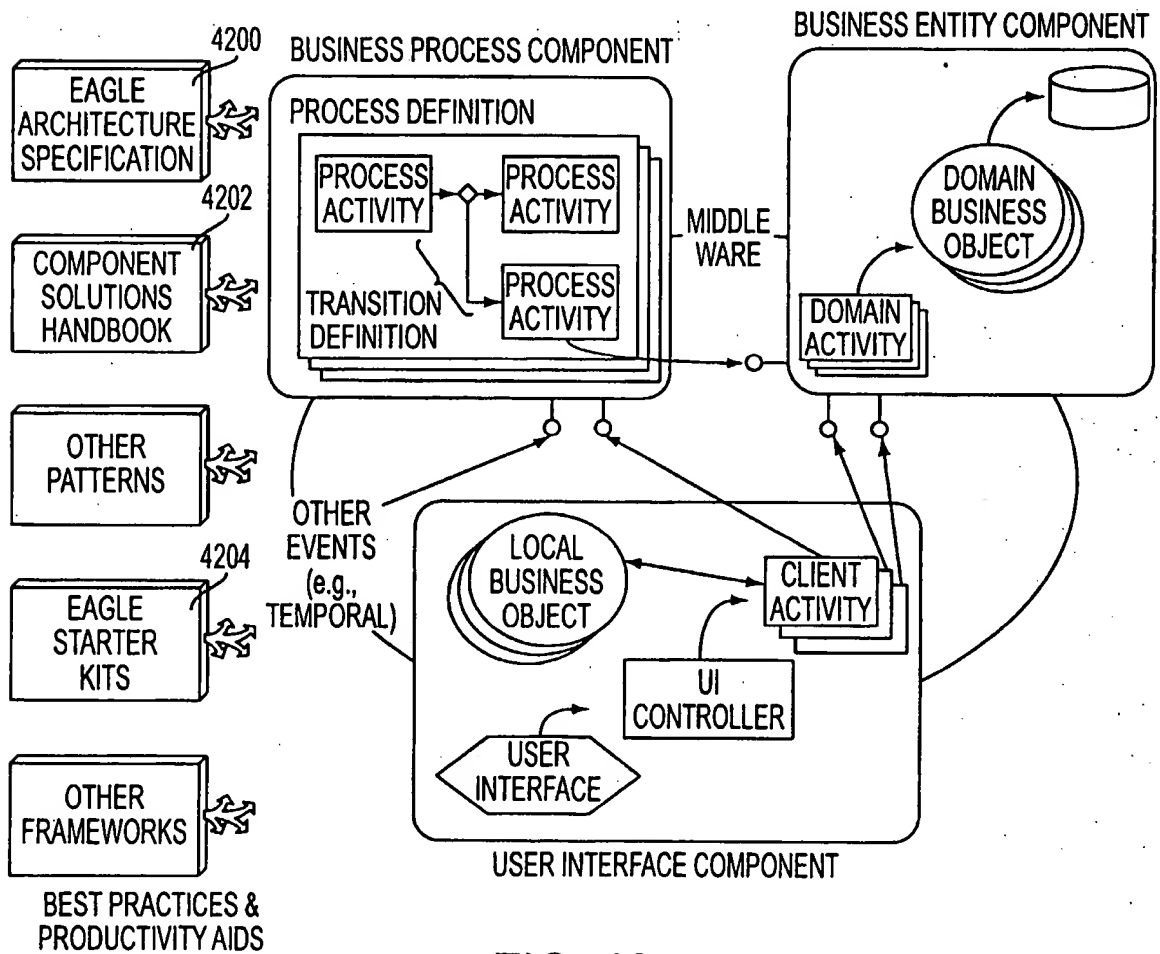 4200
EAGLE
ARCHITECTURE
SPECIFICATION
4202
COMPONENT
SOLUTIONS
HANDBOOK
OTHER
PATTERNS
4204
EAGLE
STARTER
KITS
OTHER
FRAMEWORKS
BEST PRACTICES &
PRODUCTIVITY AIDS
BUSINESS PROCESS COMPONENT
PROCESS DEFINITION
PROCESS
ACTIVITY
PROCESS
ACTIVITY
PROCESS
ACTIVITY
TRANSITION
DEFINITION
MIDDLE
WARE
BUSINESS ENTITY COMPONENT
DOMAIN
BUSINESS
OBJECT
DOMAIN
ACTIVITY
OTHER
EVENTS
(e.g.,
TEMPORAL)
LOCAL
BUSINESS
OBJECT
CLIENT
ACTIVITY
UI
CONTROLLER
USER
INTERFACE
USER INTERFACE COMPONENT